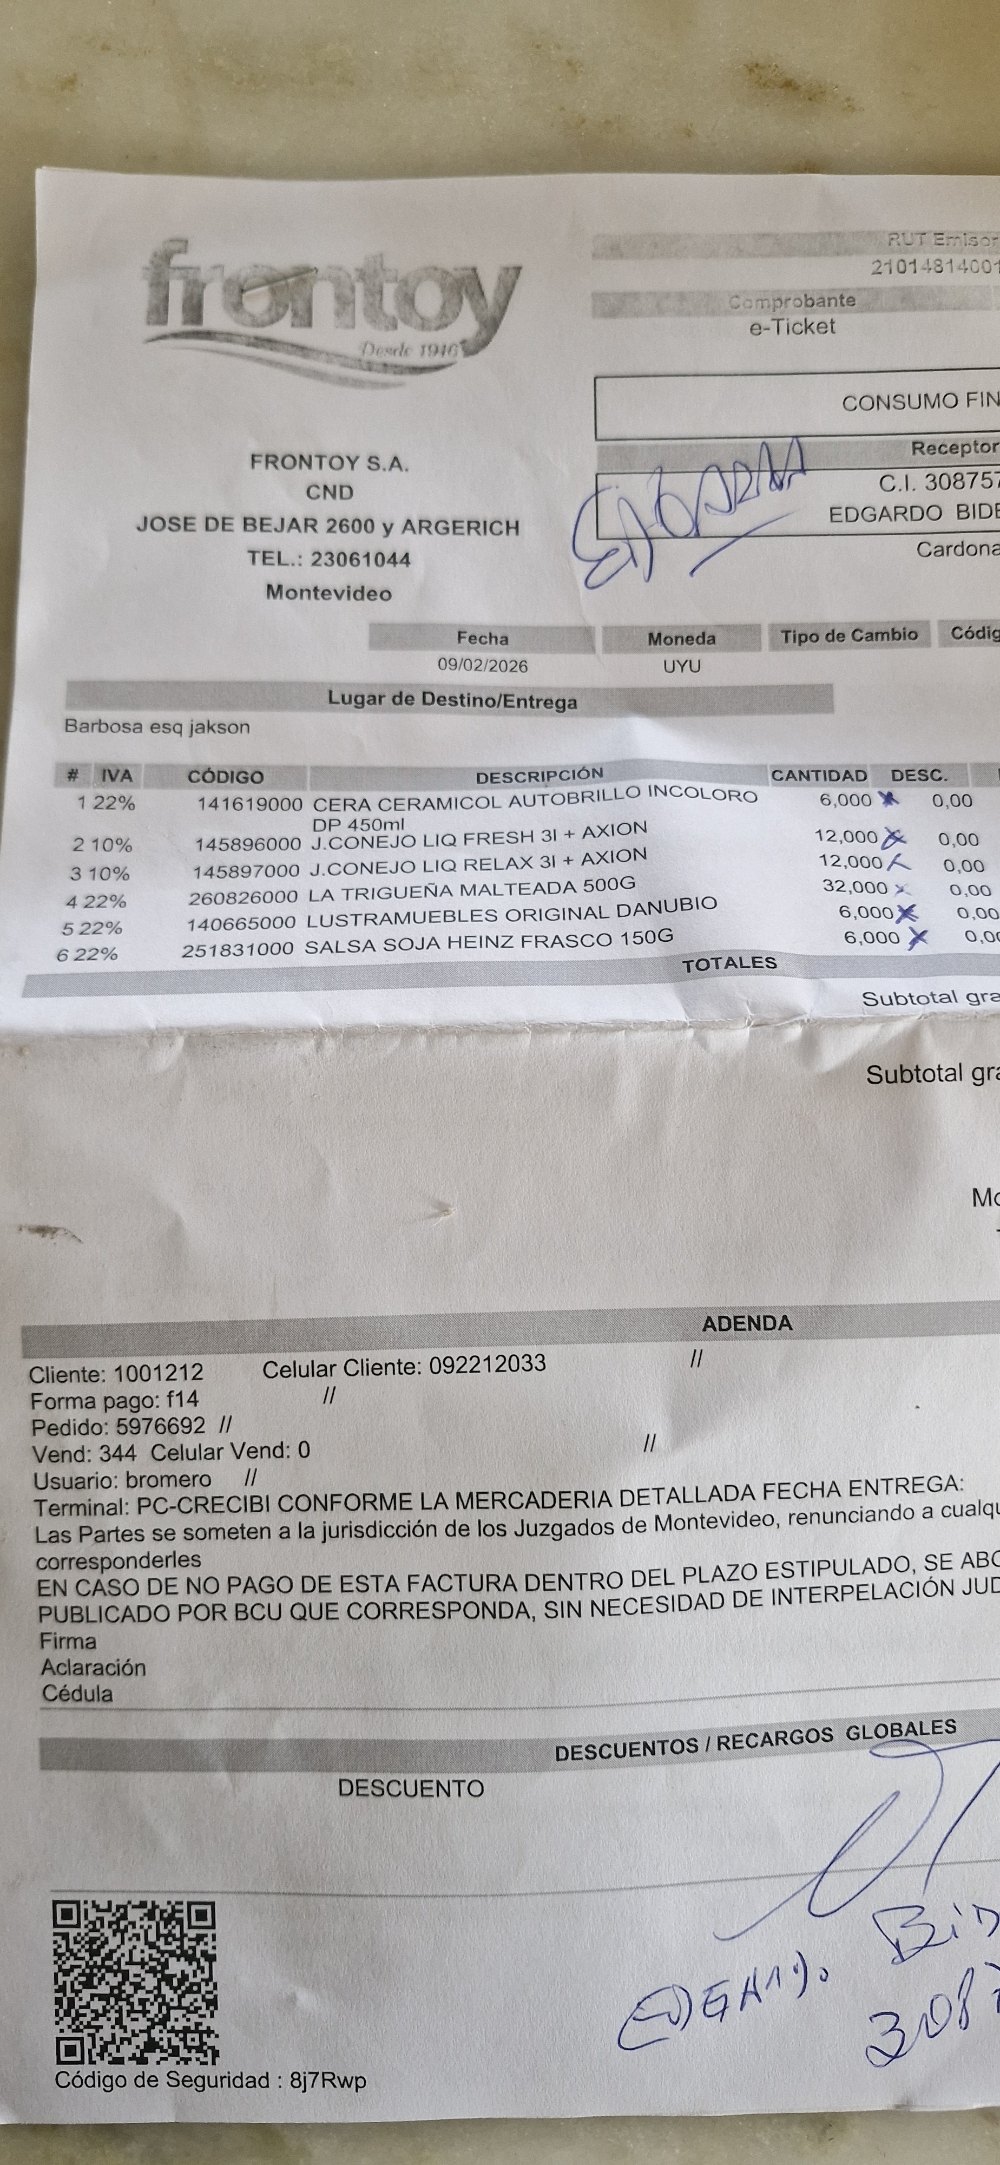 frontoy
Desde 1946
RUT Emisor
2101481400
Comprobante
e-Ticket
CONSUMO FIN
Receptor
C.I. 308757
EDGARDO BIDE
Cardona
FRONTOY S.A.
CND
JOSE DE BEJAR 2600 y ARGERICH
TEL.: 23061044
Montevideo
Fecha Moneda Tipo de Cambio Códig
09/02/2026 UYU
Lugar de Destino/Entrega
Barbosa esq jakson
# IVA CÓDIGO DESCRIPCIÓN CANTIDAD DESC.
1 22% 141619000 CERA CERAMICOL AUTOBRILLO INCOLORO 6,000 0,00
DP 450ml
2 10% 145896000 J.CONEJO LIQ FRESH 3l + AXION 12,000 0,00
3 10% 145897000 J.CONEJO LIQ RELAX 3l + AXION 12,000 0,00
4 22% 260826000 LA TRIGUEÑA MALTEADA 500G 32,000 0,00
5 22% 140665000 LUSTRAMUEBLES ORIGINAL DANUBIO 6,000 0,00
6 22% 251831000 SALSA SOJA HEINZ FRASCO 150G 6,000 0,0
TOTALES
Subtotal gra
Subtotal gra
Mo
ADENDA
Cliente: 1001212 Celular Cliente: 092212033 //
Forma pago: f14 //
Pedido: 5976692 //
Vend: 344 Celular Vend: 0 //
Usuario: bromero //
Terminal: PC-CRECIBI CONFORME LA MERCADERIA DETALLADA FECHA ENTREGA:
Las Partes se someten a la jurisdicción de los Juzgados de Montevideo, renunciando a cualqu
corresponderles
EN CASO DE NO PAGO DE ESTA FACTURA DENTRO DEL PLAZO ESTIPULADO, SE ABO
PUBLICADO POR BCU QUE CORRESPONDA, SIN NECESIDAD DE INTERPELACIÓN JUD
Firma
Aclaración
Cédula
DESCUENTOS / RECARGOS GLOBALES
DESCUENTO
Bid
308
Código de Seguridad : 8j7Rwp